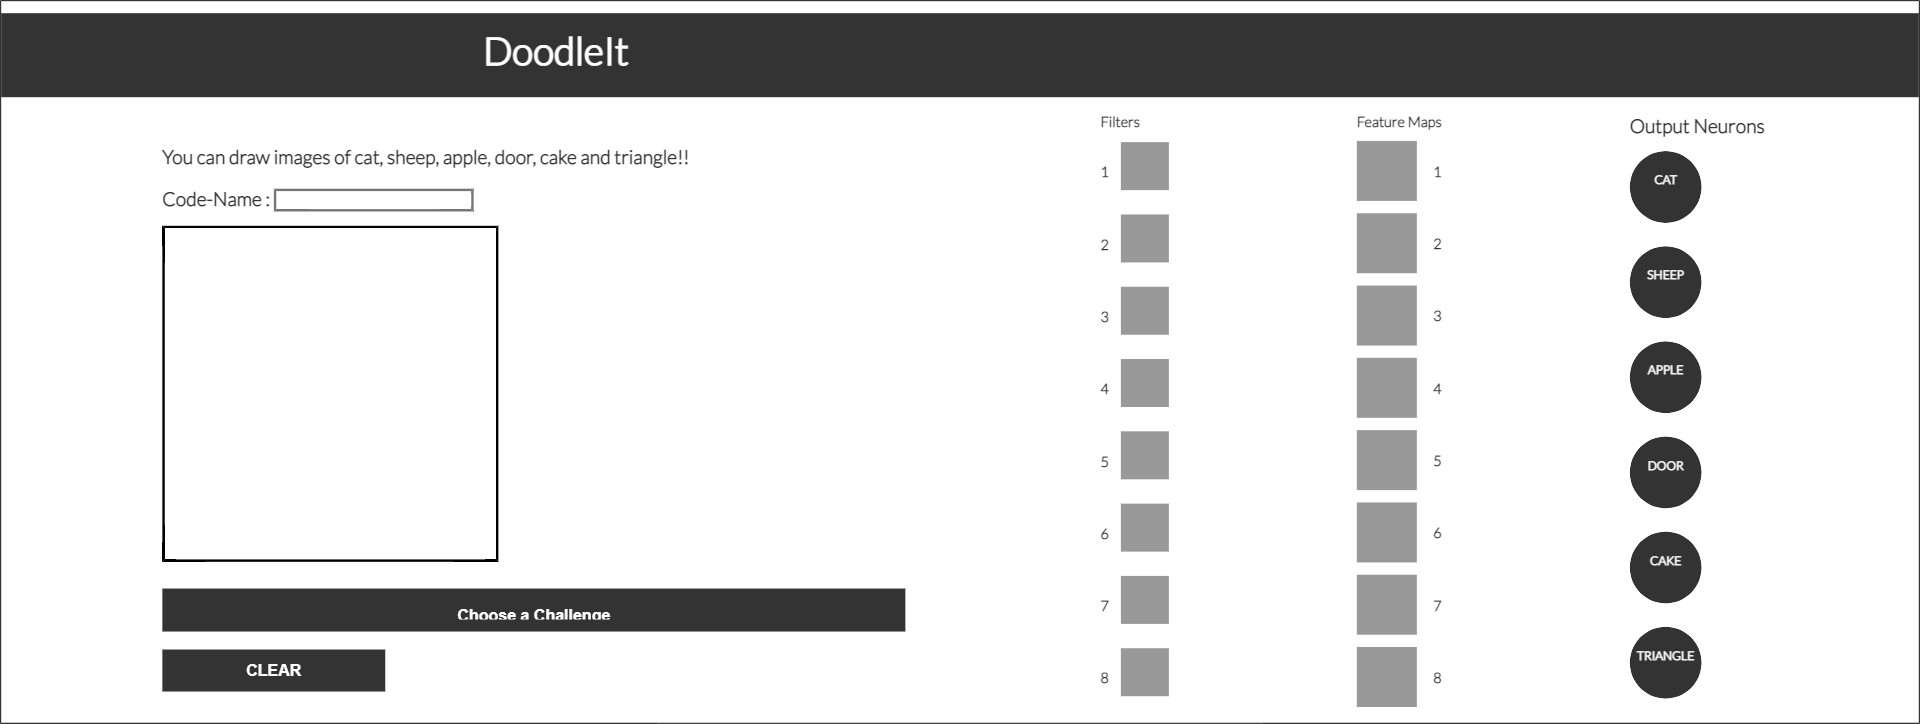 DoodleIt
You can draw images of cat, sheep, apple, door, cake and triangle!!
Code-Name :
Choose a Challenge
CLEAR
Filters
1
2
3
4
5
6
7
8
Feature Maps
1
2
3
4
5
6
7
8
Output Neurons
CAT
SHEEP
APPLE
DOOR
CAKE
TRIANGLE